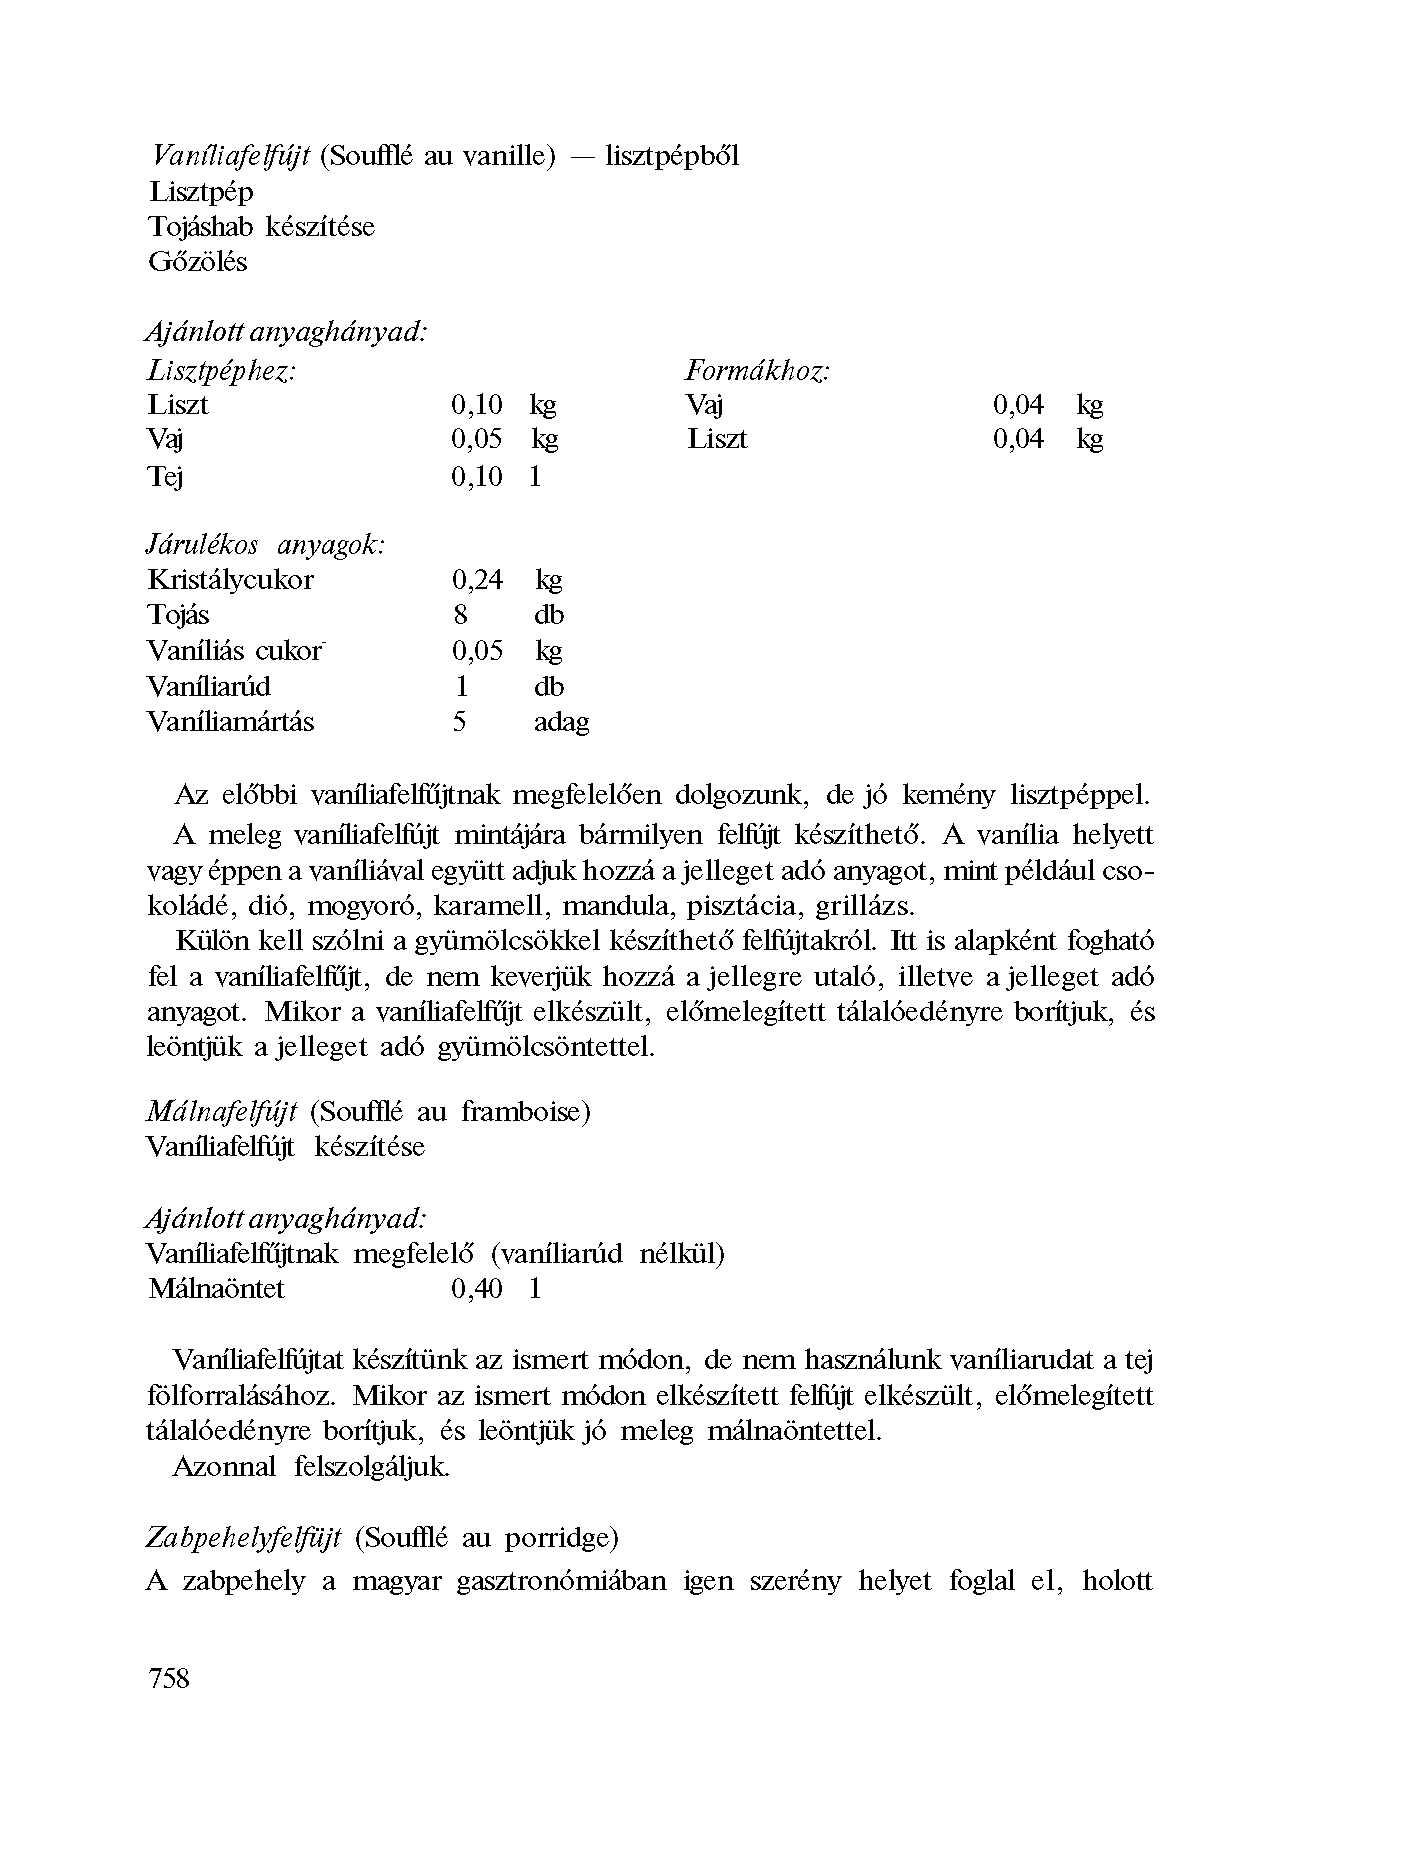 Vaníliafelfújt (Soufflé au vanille) — lisztpépből
Lisztpép
Tojáshab készítése
Gőzölés
Ajánlott anyaghányad:
Lisztpéphez: Formákhoz:
Liszt 0,10 kg Vaj 0,04 kg
Vaj 0,05 kg Liszt 0,04 kg
Tej 0,10 l
Járulékos anyagok:
Kristálycukor 0,24 kg
Tojás 8 db
Vaníliás cukor 0,05 kg
Vaníliarúd 1 db
Vaníliamártás 5 adag
Az előbbi vaníliafelfűjtnak megfelelően dolgozunk, de jó kemény lisztpéppel.
A meleg vaníliafelfújt mintájára bármilyen felfújt készíthető. A vanília helyett
vagy éppen a vaníliával együtt adjuk hozzá a jelleget adó anyagot, mint például cso-
koládé, dió, mogyoró, karamell, mandula, pisztácia, grillázs.
Külön kell szólni a gyümölcsökkel készíthető felfújtakról. Itt is alapként fogható
fel a vaníliafelfűjt, de nem keverjük hozzá a jellegre utaló, illetve a jelleget adó
anyagot. Mikor a vaníliafelfűjt elkészült, előmelegített tálalóedényre borítjuk, és
leöntjük a jelleget adó gyümölcsöntettel.
Málnafelfújt (Soufflé au framboise)
Vaníliafelfújt készítése
Ajánlott anyaghányad:
Vaníliafelfűjtnak megfelelő (vaníliarúd nélkül)
Málnaöntet 0,40 l
Vaníliafelfújtat készítünk az ismert módon, de nem használunk vaníliarudat a tej
fölforralásához. Mikor az ismert módon elkészített felfújt elkészült, előmelegített
tálalóedényre borítjuk, és leöntjük jó meleg málnaöntettel.
Azonnal felszolgáljuk.
Zabpehelyfelfüjt (Soufflé au porridge)
A zabpehely a magyar gasztronómiában igen szerény helyet foglal el, holott
758